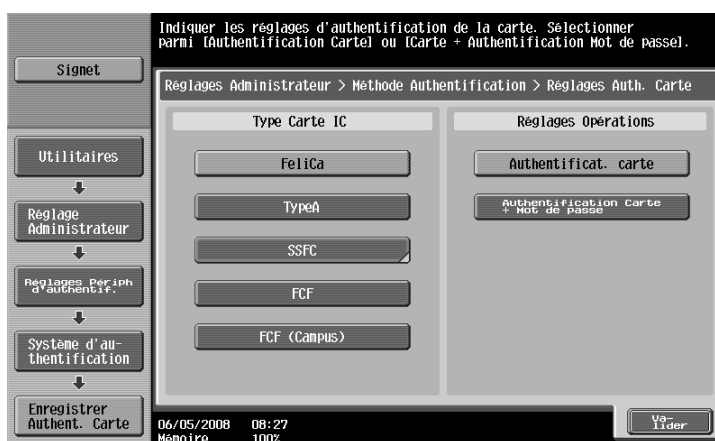 Indiquer les réglages d'authentification de la carte. Sélectionner
parmi [Authentification Carte] ou [Carte + Authentification Mot de passe].
Signet
Réglages Administrateur > Méthode Authentification > Réglages Auth. Carte
Type Carte IC
Réglages Opérations
Utilitaires
FeliCa
Authentificat. carte
TypeA
Authentification Carte
+ Mot de passe
Réglage
Administrateur
SSFC
Réglages Périph
d'authentif.
FCF
Système d'au-
thentification
FCF (Campus)
Enregistrer
Authent. Carte
06/05/2008 08:27
Mémoire 100%
Va-
lider